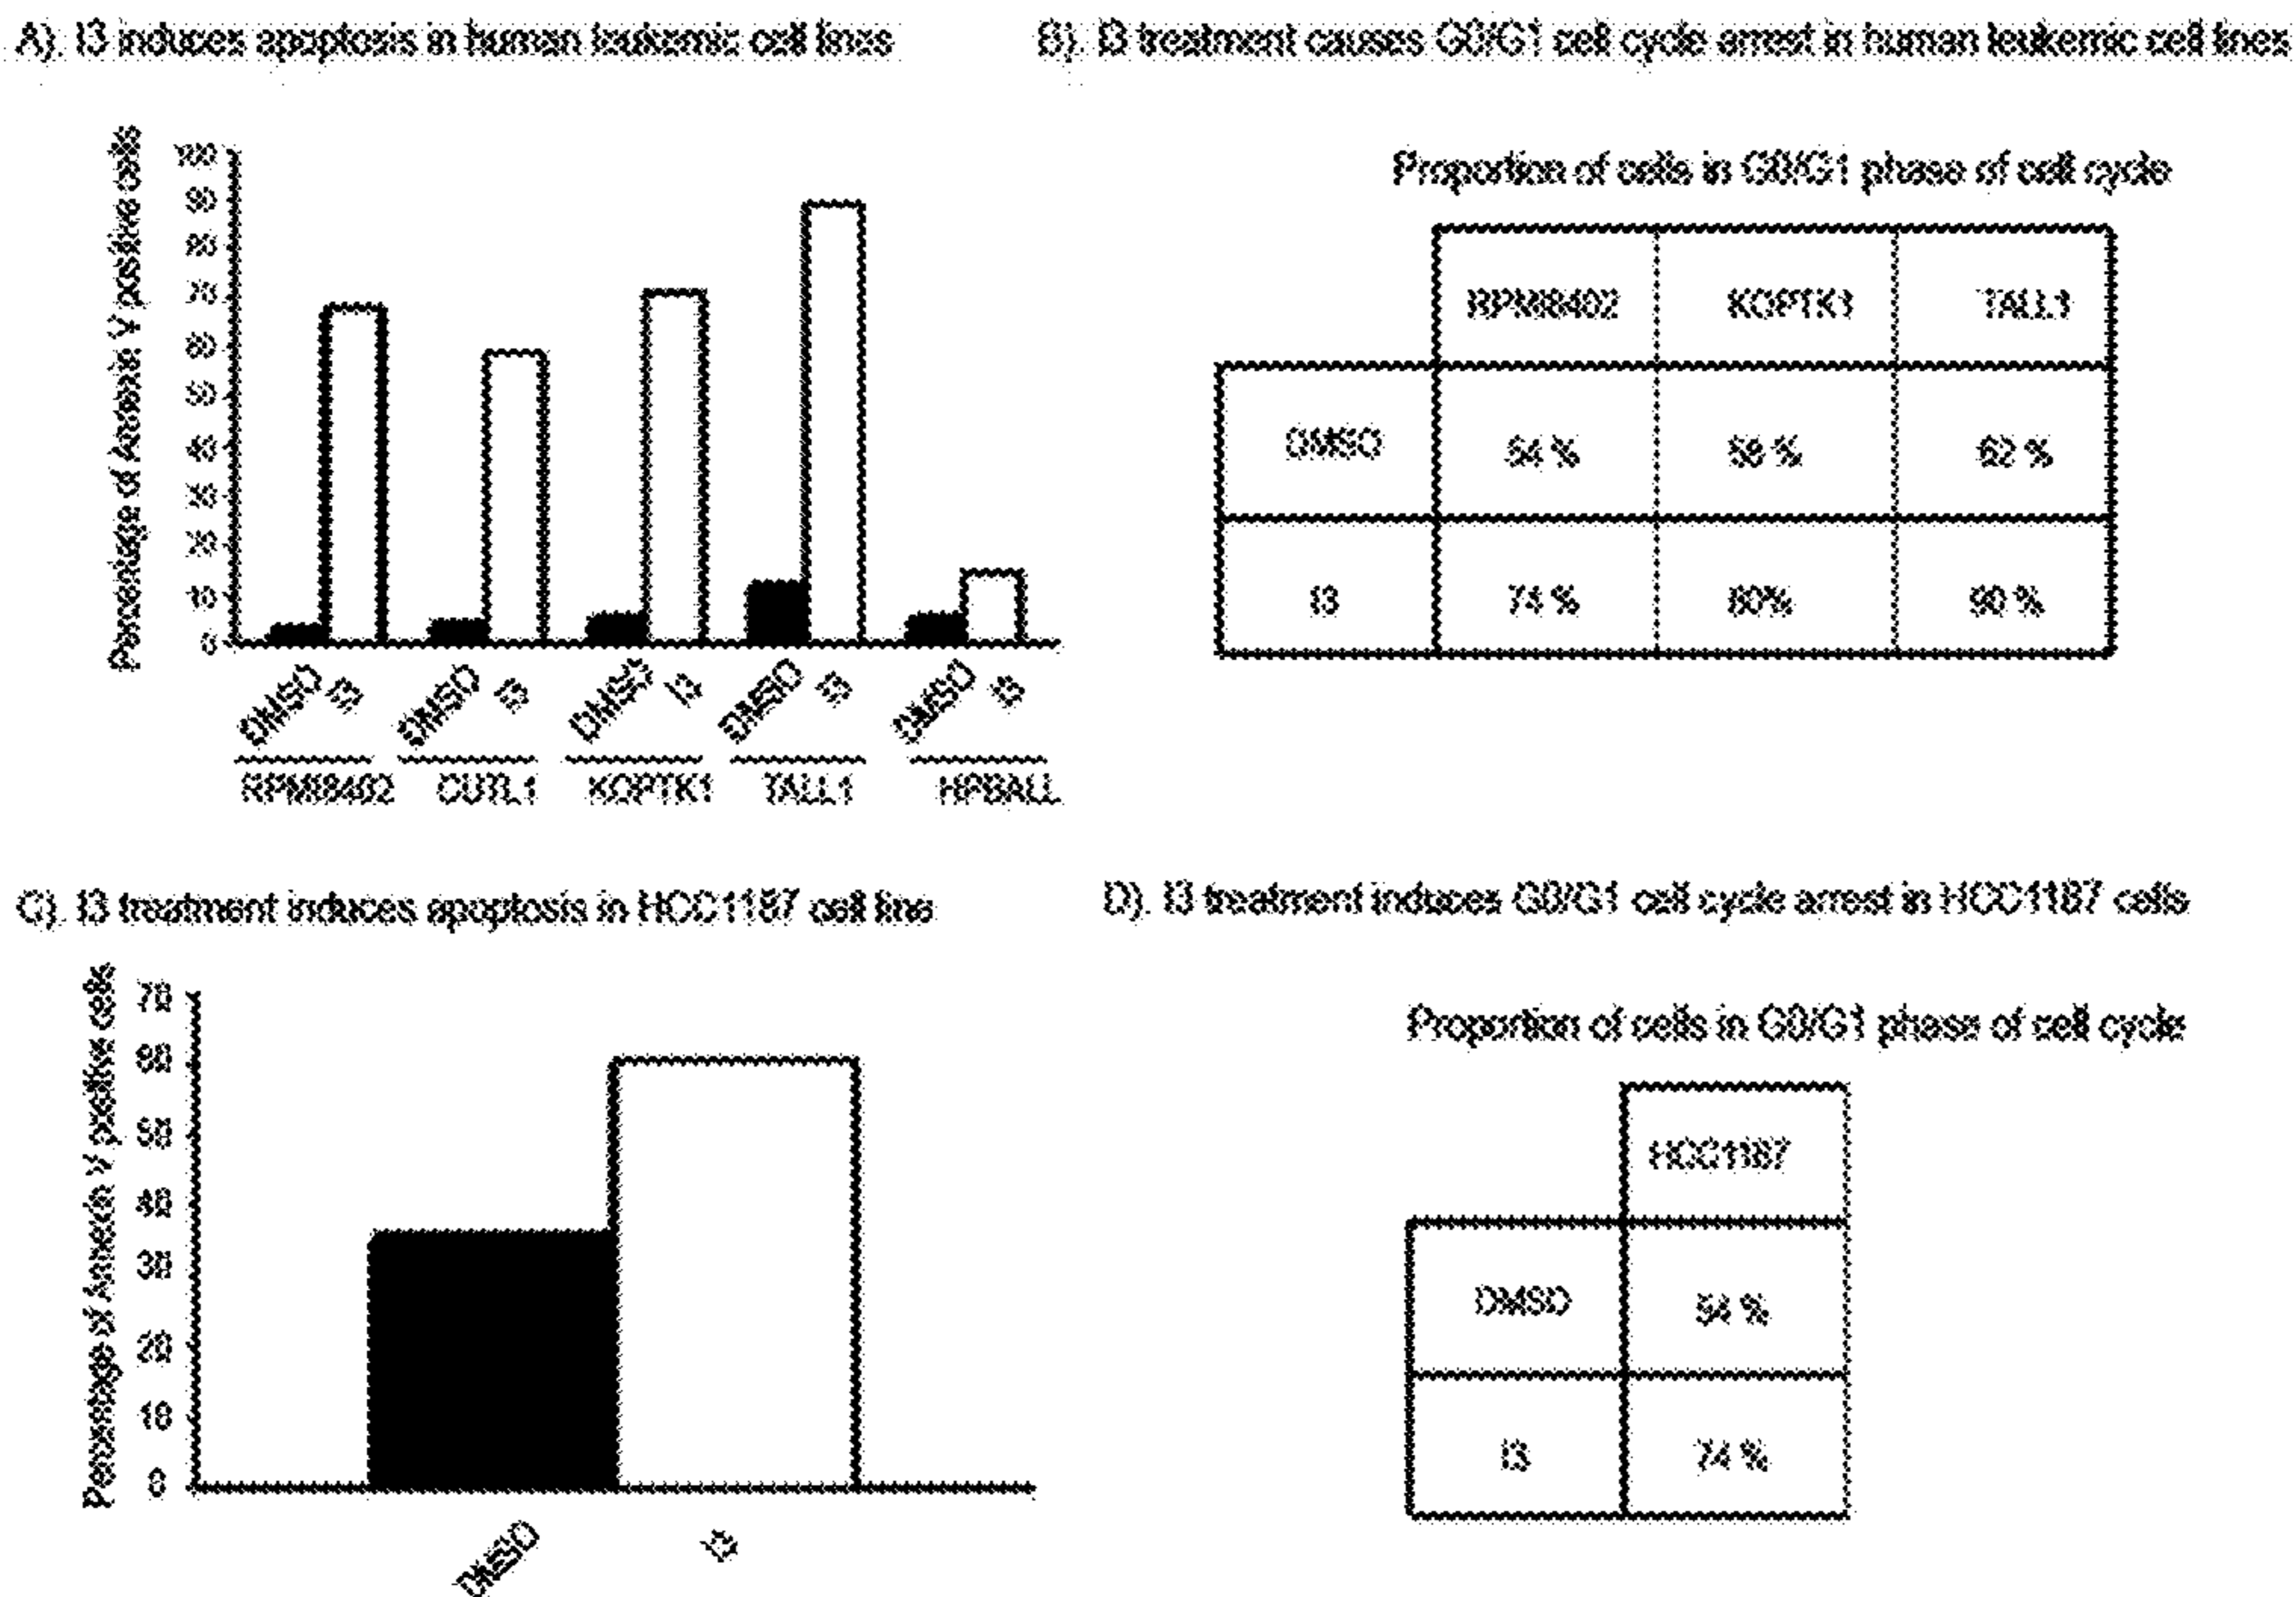 A). I3 induces apoptosis in human leukemic cell lines
Percentage of Annexin V positive cells
100
90
80
70
60
50
40
30
20
10
0
DMSO I3 DMSO I3 DMSO I3 DMSO I3 DMSO I3
RPMI8402 CUTL1 KOPTK1 TALL1 HPBALL
B). I3 treatment causes G0/G1 cell cycle arrest in human leukemic cell lines
Proportion of cells in G0/G1 phase of cell cycle
RPMI8402 KOPTK1 TALL1
DMSO 54 % 58 % 62 %
I3 74 % 80% 90 %
C). I3 treatment induces apoptosis in HCC1187 cell line
Percentage of Annexin V positive cells
70
60
50
40
30
20
10
0
DMSO I3
D). I3 treatment induces G0/G1 cell cycle arrest in HCC1187 cells
Proportion of cells in G0/G1 phase of cell cycle
HCC1187
DMSO 54 %
I3 74 %